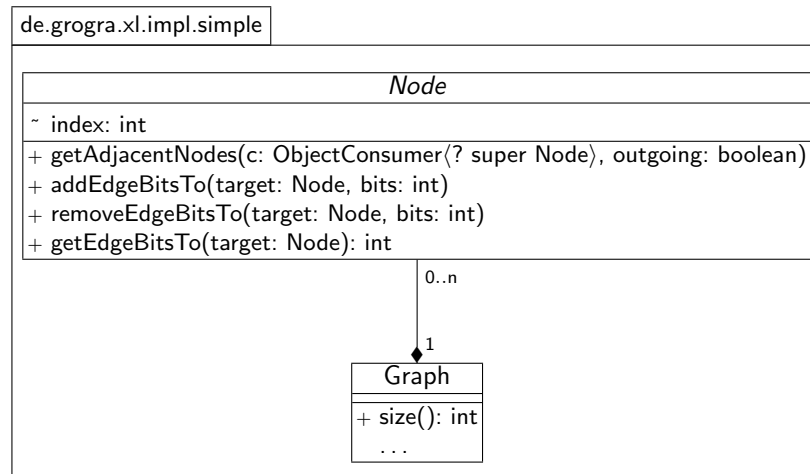 de.grogra.xl.impl.simple
Node
~ index: int
+ getAdjacentNodes(c: ObjectConsumer⟨? super Node⟩, outgoing: boolean)
+ addEdgeBitsTo(target: Node, bits: int)
+ removeEdgeBitsTo(target: Node, bits: int)
+ getEdgeBitsTo(target: Node): int
0..n
1
Graph
+ size(): int
. . .